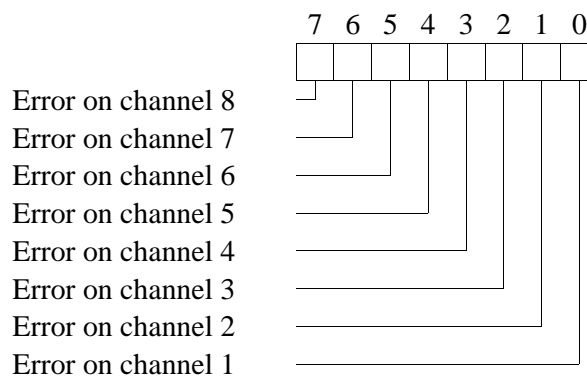 7 6 5 4 3 2 1 0
Error on channel 8
Error on channel 7
Error on channel 6
Error on channel 5
Error on channel 4
Error on channel 3
Error on channel 2
Error on channel 1